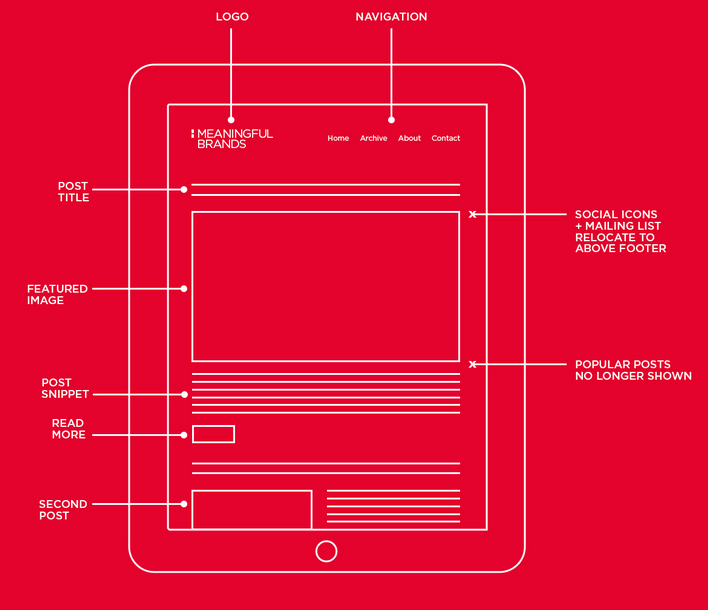 LOGO
NAVIGATION
MEANINGFUL
BRANDS
Home Archive About Contact
POST
TITLE
SOCIAL ICONS
+ MAILING LIST
RELOCATE TO
ABOVE FOOTER
FEATURED
IMAGE
POPULAR POSTS
NO LONGER SHOWN
POST
SNIPPET
READ
MORE
SECOND
POST